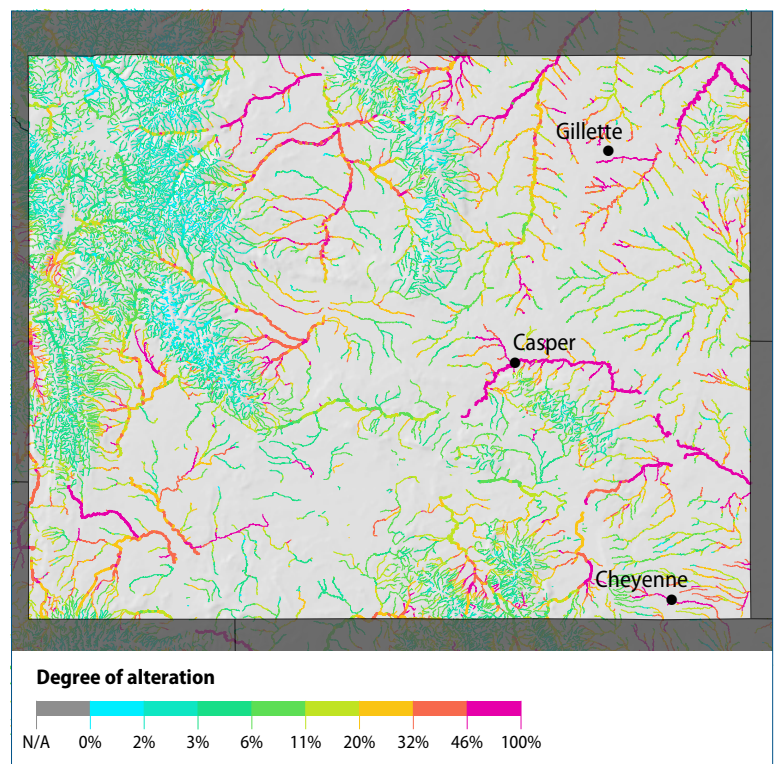 Gillette
Casper
Cheyenne
Degree of alteration
N/A 0% 2% 3% 6% 11% 20% 32% 46% 100%